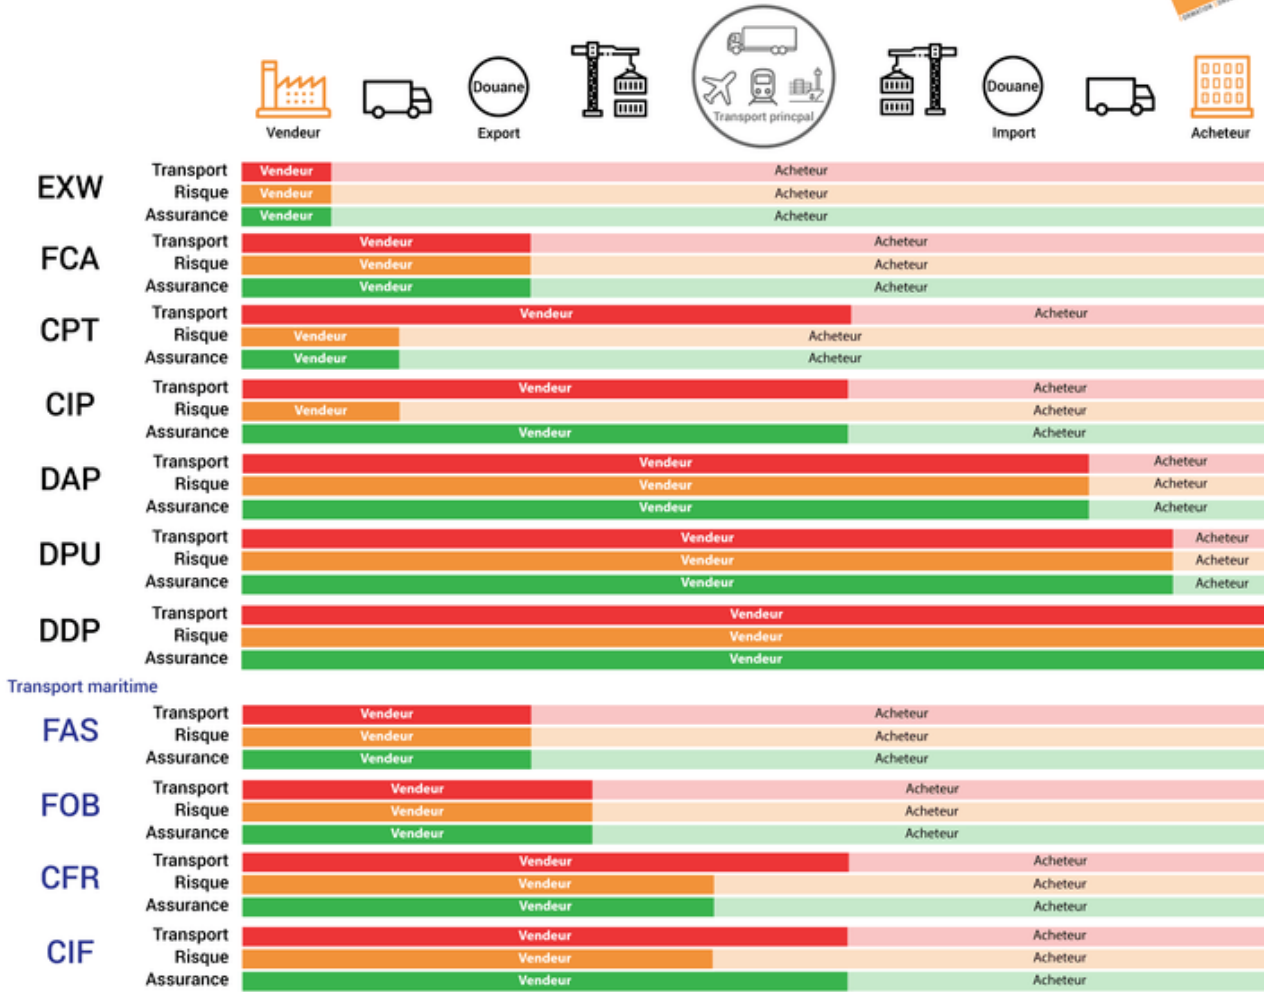 FORMATION
Douane
Douane
Transport princpal
Vendeur
Export
Import
Acheteur
EXW
Transport Vendeur Acheteur
Risque Vendeur Acheteur
Assurance Vendeur Acheteur
FCA
Transport Vendeur Acheteur
Risque Vendeur Acheteur
Assurance Vendeur Acheteur
CPT
Transport Vendeur Acheteur
Risque Vendeur Acheteur
Assurance Vendeur Acheteur
CIP
Transport Vendeur Acheteur
Risque Vendeur Acheteur
Assurance Vendeur Acheteur
DAP
Transport Vendeur Acheteur
Risque Vendeur Acheteur
Assurance Vendeur Acheteur
DPU
Transport Vendeur Acheteur
Risque Vendeur Acheteur
Assurance Vendeur Acheteur
DDP
Transport Vendeur
Risque Vendeur
Assurance Vendeur
Transport maritime
FAS
Transport Vendeur Acheteur
Risque Vendeur Acheteur
Assurance Vendeur Acheteur
FOB
Transport Vendeur Acheteur
Risque Vendeur Acheteur
Assurance Vendeur Acheteur
CFR
Transport Vendeur Acheteur
Risque Vendeur Acheteur
Assurance Vendeur Acheteur
CIF
Transport Vendeur Acheteur
Risque Vendeur Acheteur
Assurance Vendeur Acheteur